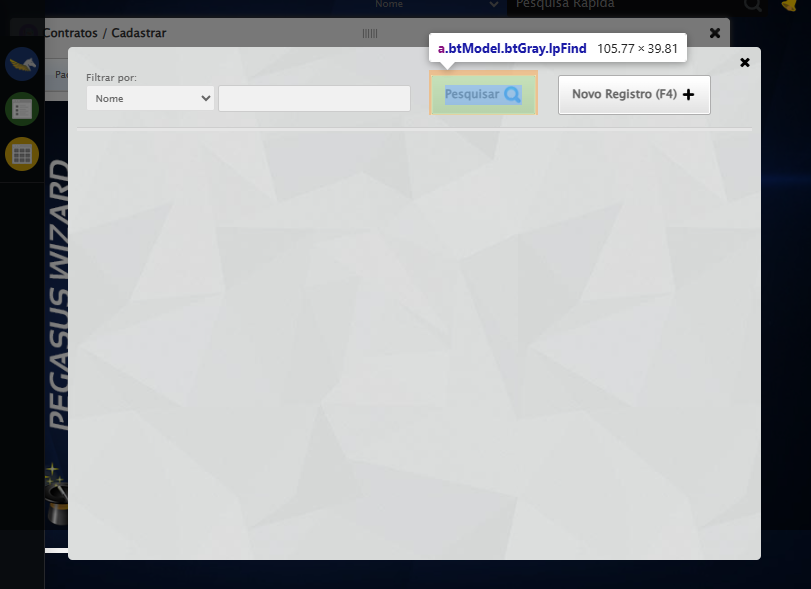 Nome
Pesquisa Rápida
Contratos / Cadastrar
a.btModel.btGray.lpFind 105.77 × 39.81
Filtrar por:
Nome
Pesquisar
Novo Registro (F4)
PEGASUS WIZARD